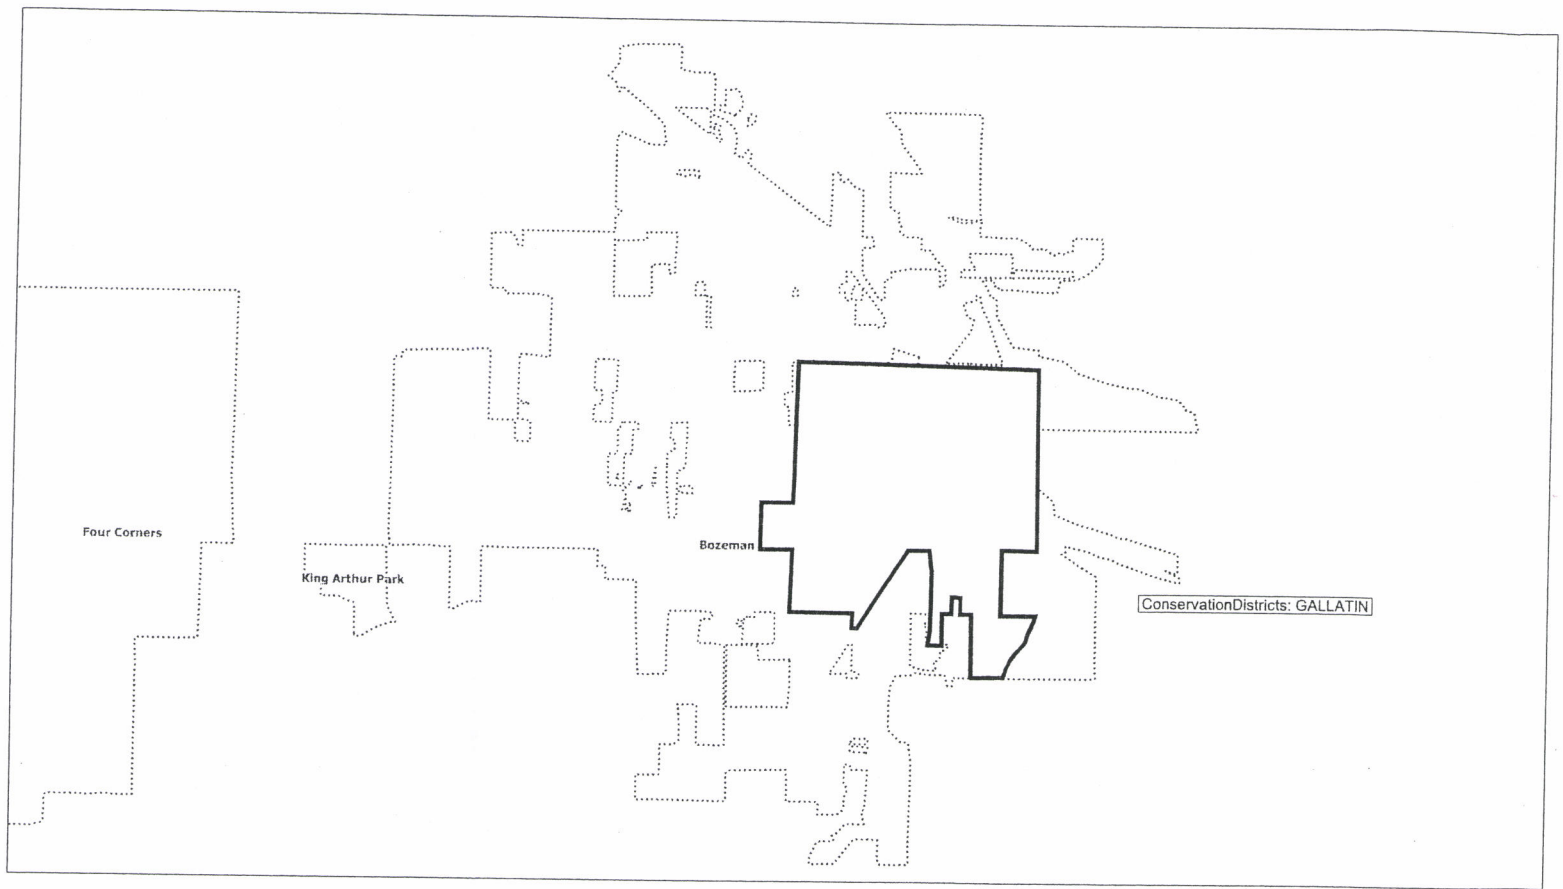 Four Corners
Bozeman
King Arthur Park
ConservationDistricts: GALLATIN